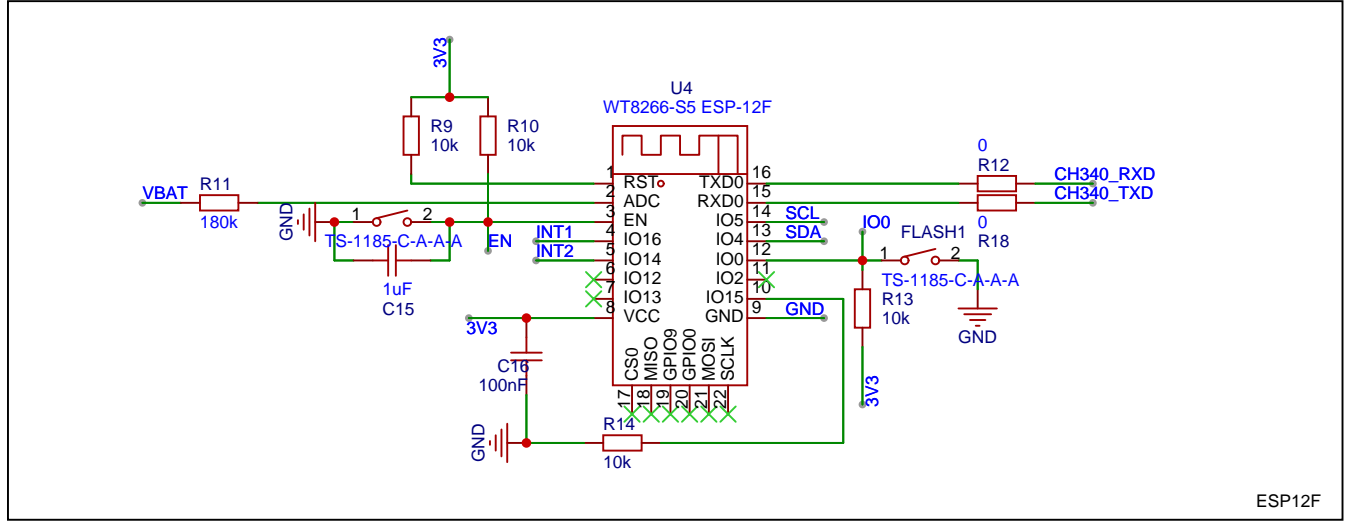 3V3
U4
WT8266-S5 ESP-12F
R9
10k
R10
10k
0
R12
CH340_RXD
CH340_TXD
0
R18
VBAT
R11
180k
1 RST
2 ADC
3 EN
4 IO16
5 IO14
6 IO12
7 IO13
8 VCC
TXD0 16
RXD0 15
IO5 14
IO4 13
IO0 12
IO2 11
IO15 10
GND 9
SCL
SDA
GND
GND
1 2
TS-1185-C-A-A-A
EN
INT1
INT2
1uF
C15
IO0
FLASH1
1 2
TS-1185-C-A-A-A
R13
10k
GND
3V3
3V3
C16
100nF
CS0 17
MISO 18
GPIO9 19
GPIO0 20
MOSI 21
SCLK 22
GND
R14
10k
ESP12F